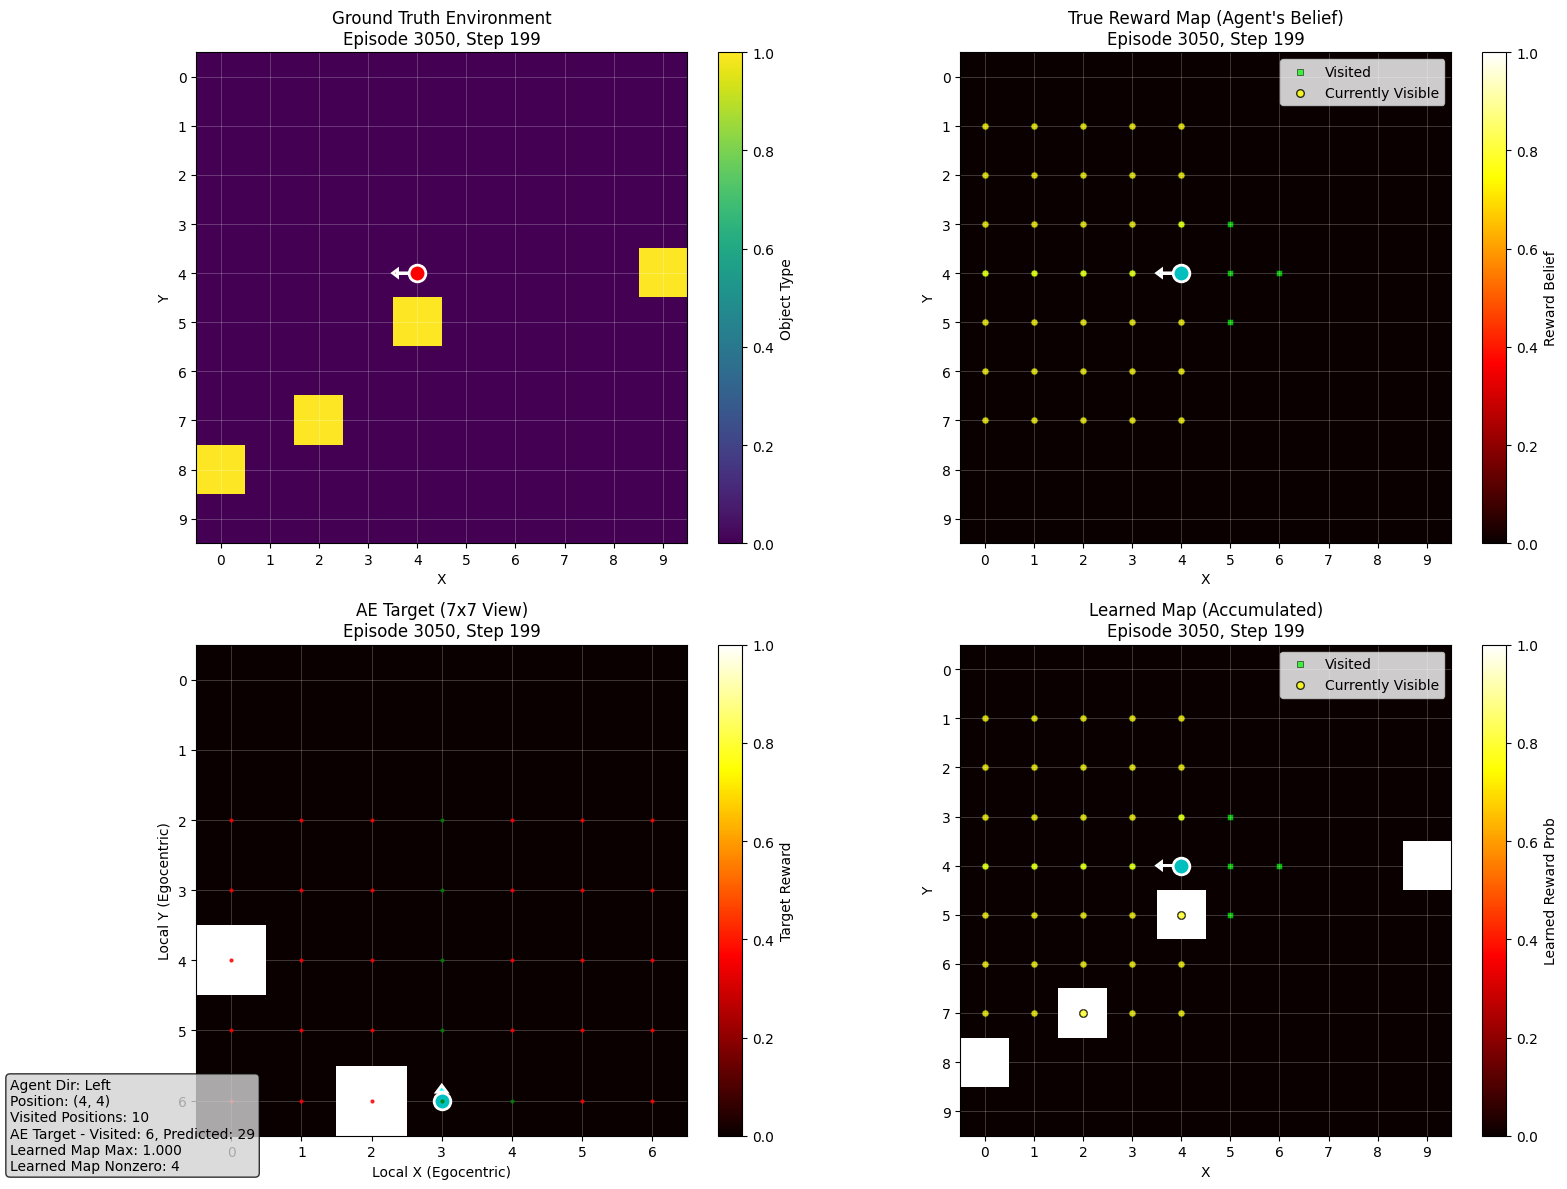 Ground Truth Environment
Episode 3050, Step 199
0
1
2
3
4
5
6
7
8
9
Y
0 1 2 3 4 5 6 7 8 9
X
1.0
0.8
0.6
0.4
0.2
0.0
Object Type
True Reward Map (Agent's Belief)
Episode 3050, Step 199
Visited
Currently Visible
0
1
2
3
4
5
6
7
8
9
Y
0 1 2 3 4 5 6 7 8 9
X
1.0
0.8
0.6
0.4
0.2
0.0
Reward Belief
AE Target (7x7 View)
Episode 3050, Step 199
0
1
2
3
4
5
6
Local Y (Egocentric)
0 1 2 3 4 5 6
Local X (Egocentric)
1.0
0.8
0.6
0.4
0.2
0.0
Target Reward
Agent Dir: Left
Position: (4, 4)
Visited Positions: 10
AE Target - Visited: 6, Predicted: 29
Learned Map Max: 1.000
Learned Map Nonzero: 4
Learned Map (Accumulated)
Episode 3050, Step 199
Visited
Currently Visible
0
1
2
3
4
5
6
7
8
9
Y
0 1 2 3 4 5 6 7 8 9
X
1.0
0.8
0.6
0.4
0.2
0.0
Learned Reward Prob